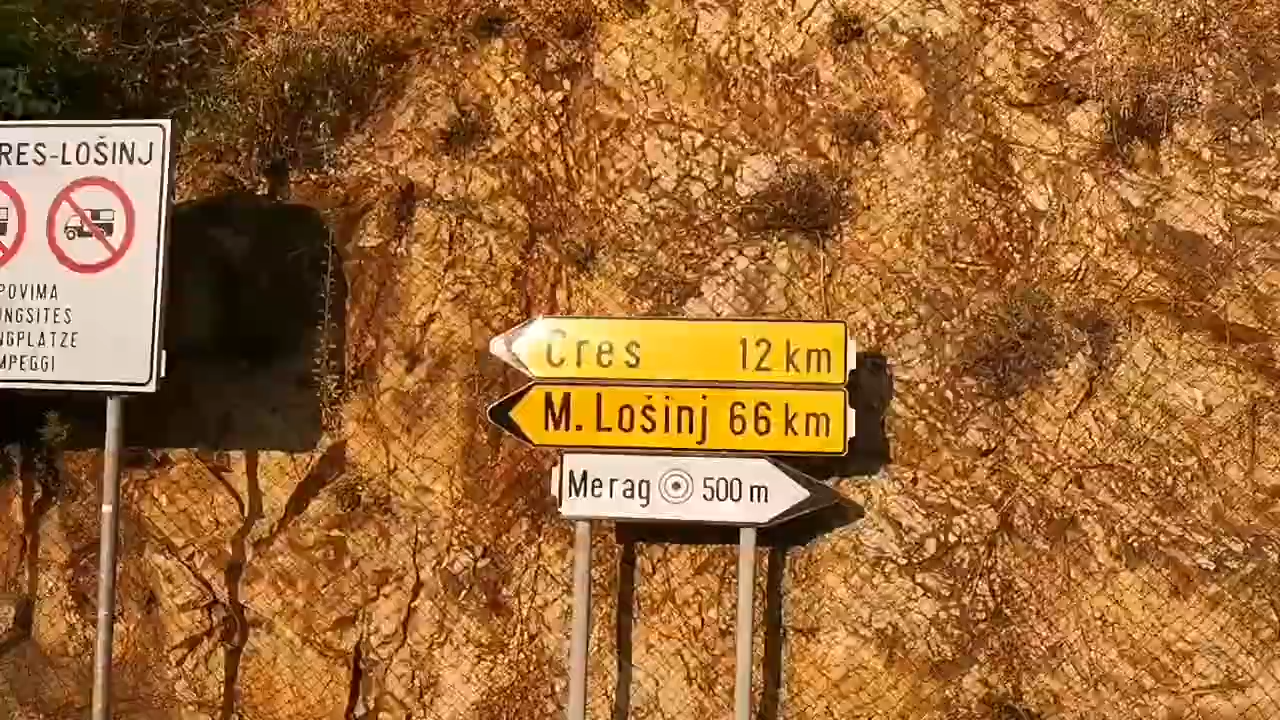 RES-LOŠINJ
POVIMA
NGSITES
NGPLATZE
MPEGGI
Cres 12 km
M. Lošinj 66 km
Merag 500 m